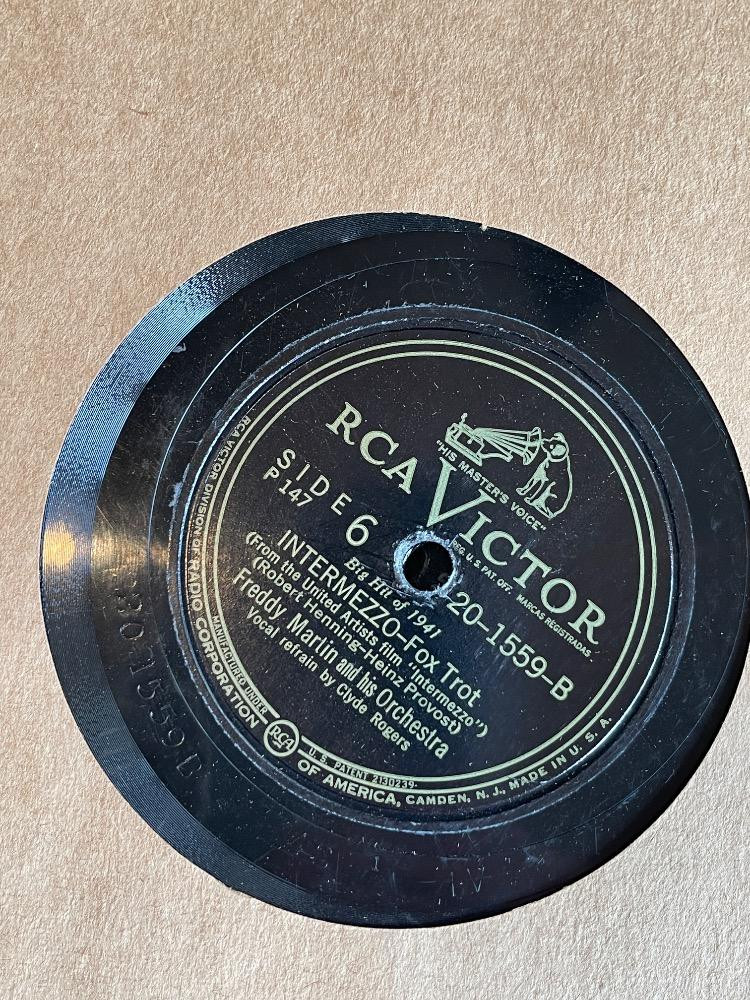 RCA VICTOR
"HIS MASTER'S VOICE"
REG. U. S. PAT. OFF. MARCAS REGISTRADAS
SIDE 6
P 147
20-1559-B
Big Hit of 1941
INTERMEZZO-Fox Trot
(From the United Artists film "Intermezzo")
(Robert Henning-Heinz Provost)
Freddy Martin and his Orchestra
Vocal refrain by Clyde Rogers
RCA VICTOR DIVISION OF RADIO CORPORATION OF AMERICA, CAMDEN, N. J., MADE IN U. S. A.
MANUFACTURED UNDER RCA U. S. PATENT 2130239